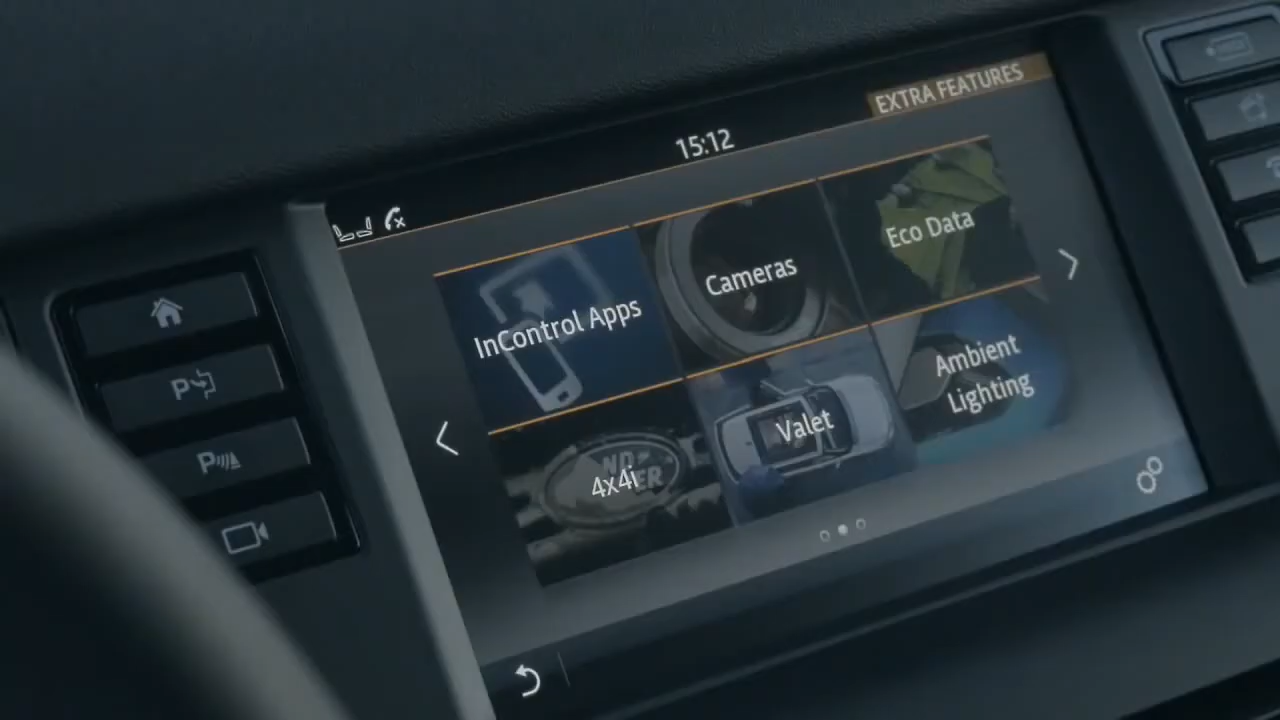 EXTRA FEATURES
15:12
InControl Apps
Cameras
Eco Data
4x4i
Valet
Ambient
Lighting
P
P